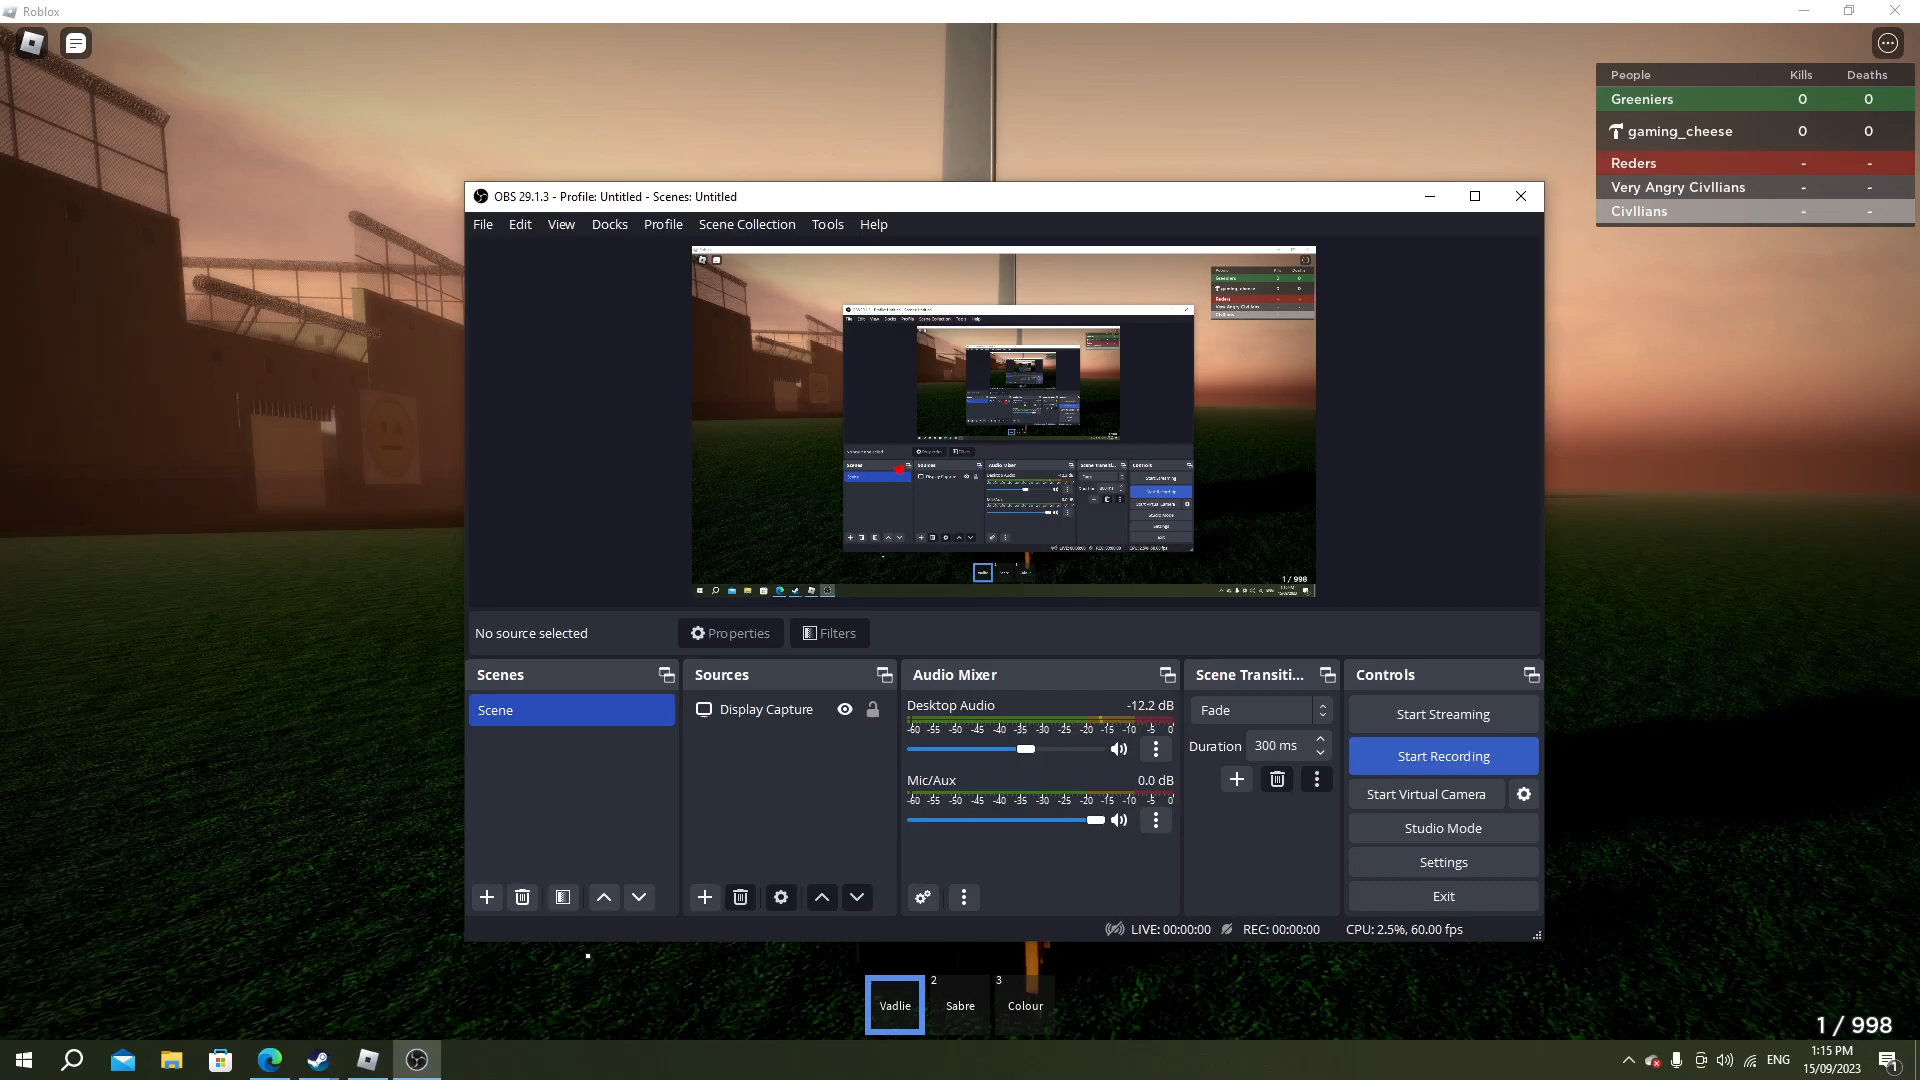 Roblox
People Kills Deaths
Greeniers 0 0
gaming_cheese 0 0
Reders - -
Very Angry Civllians - -
Civllians - -
OBS 29.1.3 - Profile: Untitled - Scenes: Untitled
File Edit View Docks Profile Scene Collection Tools Help
No source selected Properties Filters
Scenes
Scene
Sources
Display Capture
Audio Mixer
Desktop Audio -12.2 dB
-60 -55 -50 -45 -40 -35 -30 -25 -20 -15 -10 -5 0
Mic/Aux 0.0 dB
-60 -55 -50 -45 -40 -35 -30 -25 -20 -15 -10 -5 0
Scene Transiti...
Fade
Duration 300 ms
Controls
Start Streaming
Start Recording
Start Virtual Camera
Studio Mode
Settings
Exit
LIVE: 00:00:00 REC: 00:00:00 CPU: 2.5%, 60.00 fps
Vadlie
2
Sabre
3
Colour
1 / 998
ENG
1:15 PM
15/09/2023
1